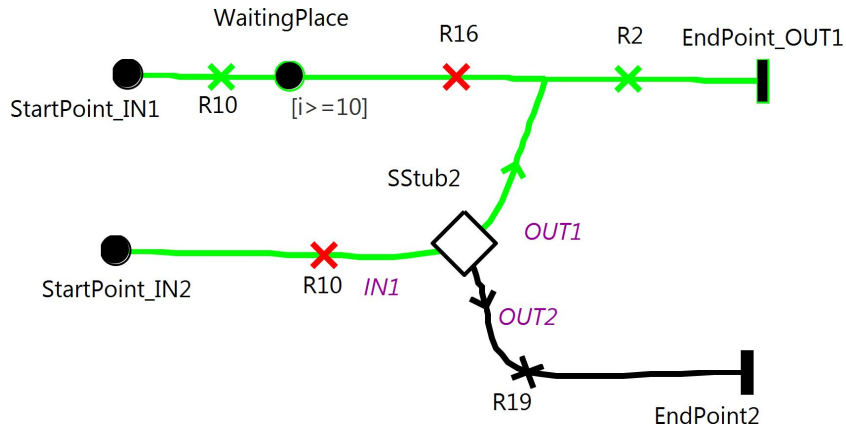 WaitingPlace
R16
R2
EndPoint_OUT1
StartPoint_IN1
R10
[i>=10]
SStub2
OUT1
StartPoint_IN2
R10
IN1
OUT2
R19
EndPoint2